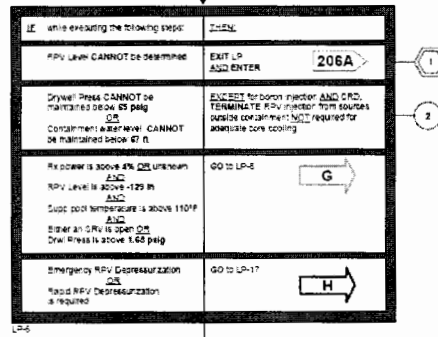 IF while executing the following steps:
THEN:
RPV Level CANNOT be determined
EXIT LP
AND ENTER
206A
1
Drywell Press CANNOT be
maintained below 65 psig
OR
Containment water level CANNOT
be maintained below 67 ft
EXCEPT for boron injection AND CRD,
TERMINATE RPV injection from sources
outside containment NOT required for
adequate core cooling
2
Rx power is above 4% OR unknown
AND
RPV Level is above -129 in
AND
Supp pool temperature is above 110°F
AND
Either an SRV is open OR
Drwl Press is above 1.68 psig
GO to LP-8
G
Emergency RPV Depressurization
OR
Rapid RPV Depressurization
is required
GO to LP-17
H